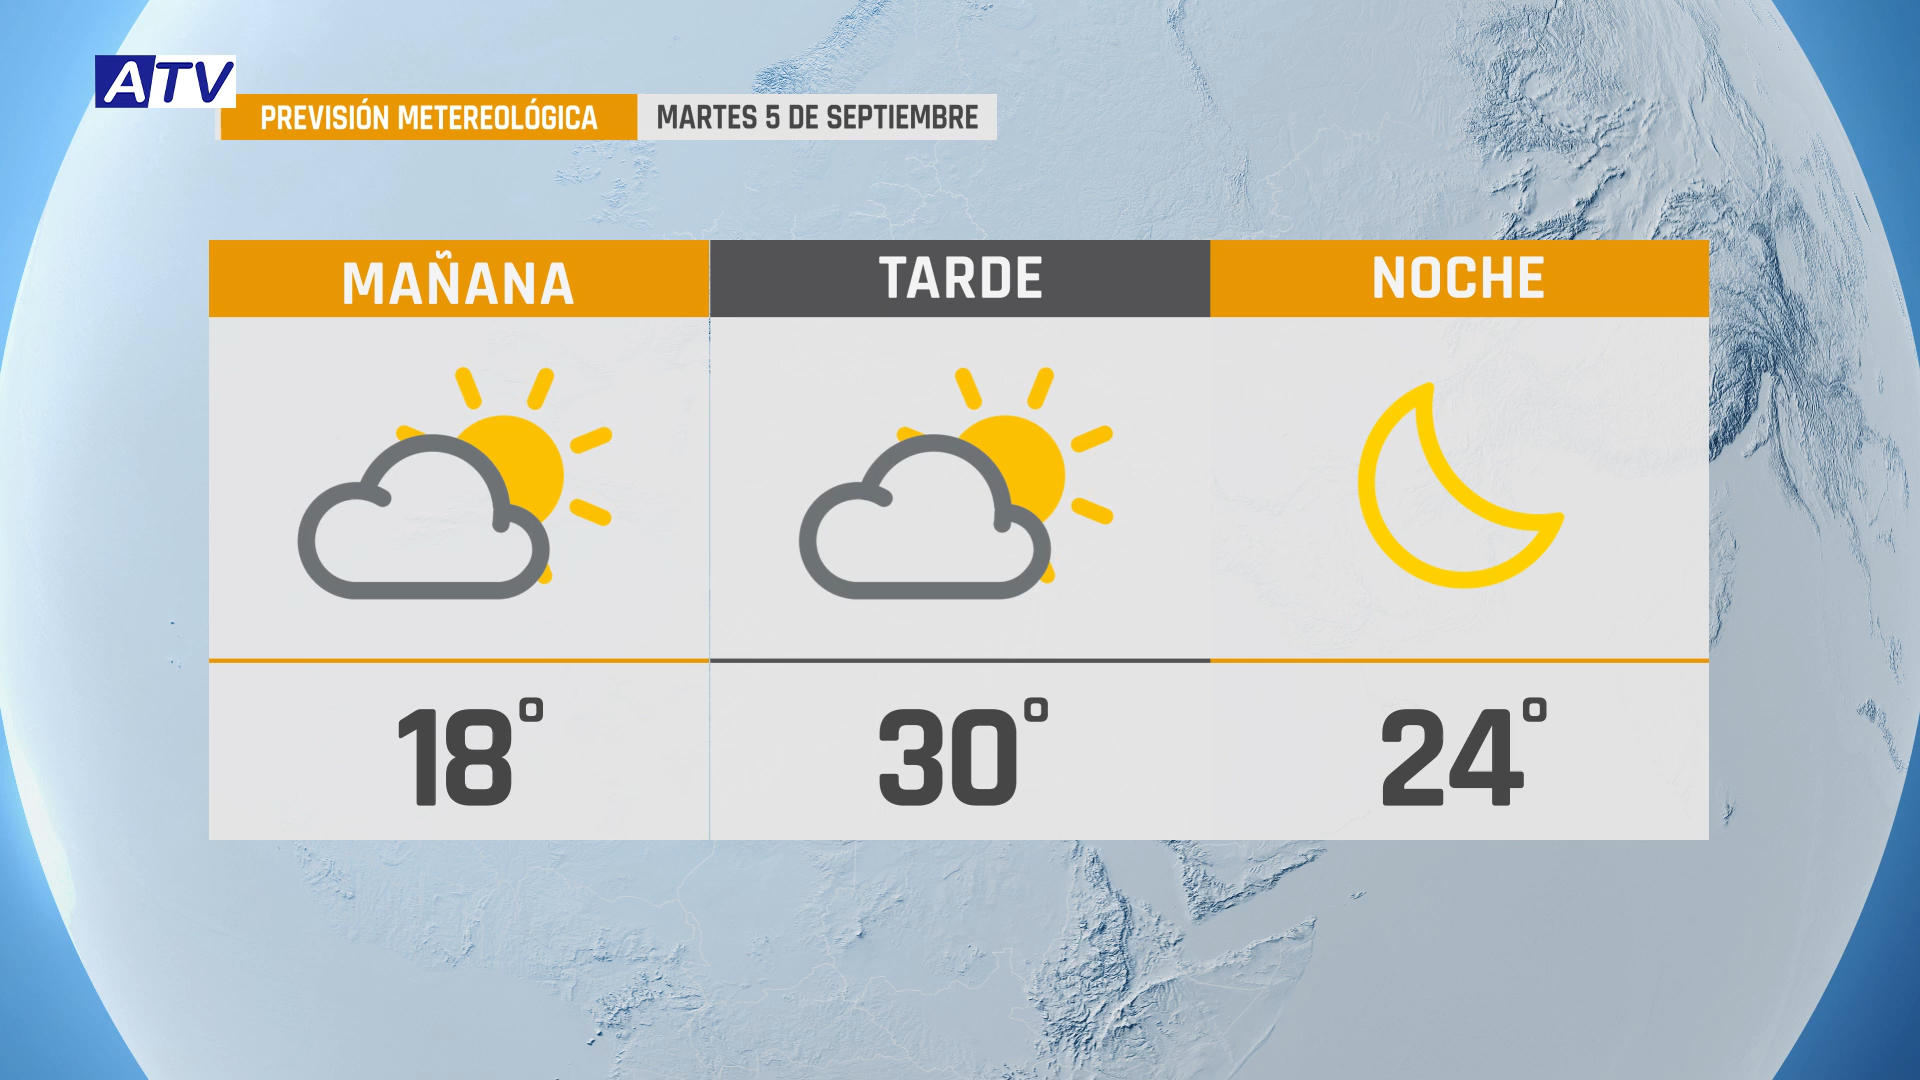 ATV
PREVISIÓN METEREOLÓGICA MARTES 5 DE SEPTIEMBRE
MAÑANA TARDE NOCHE
18° 30° 24°